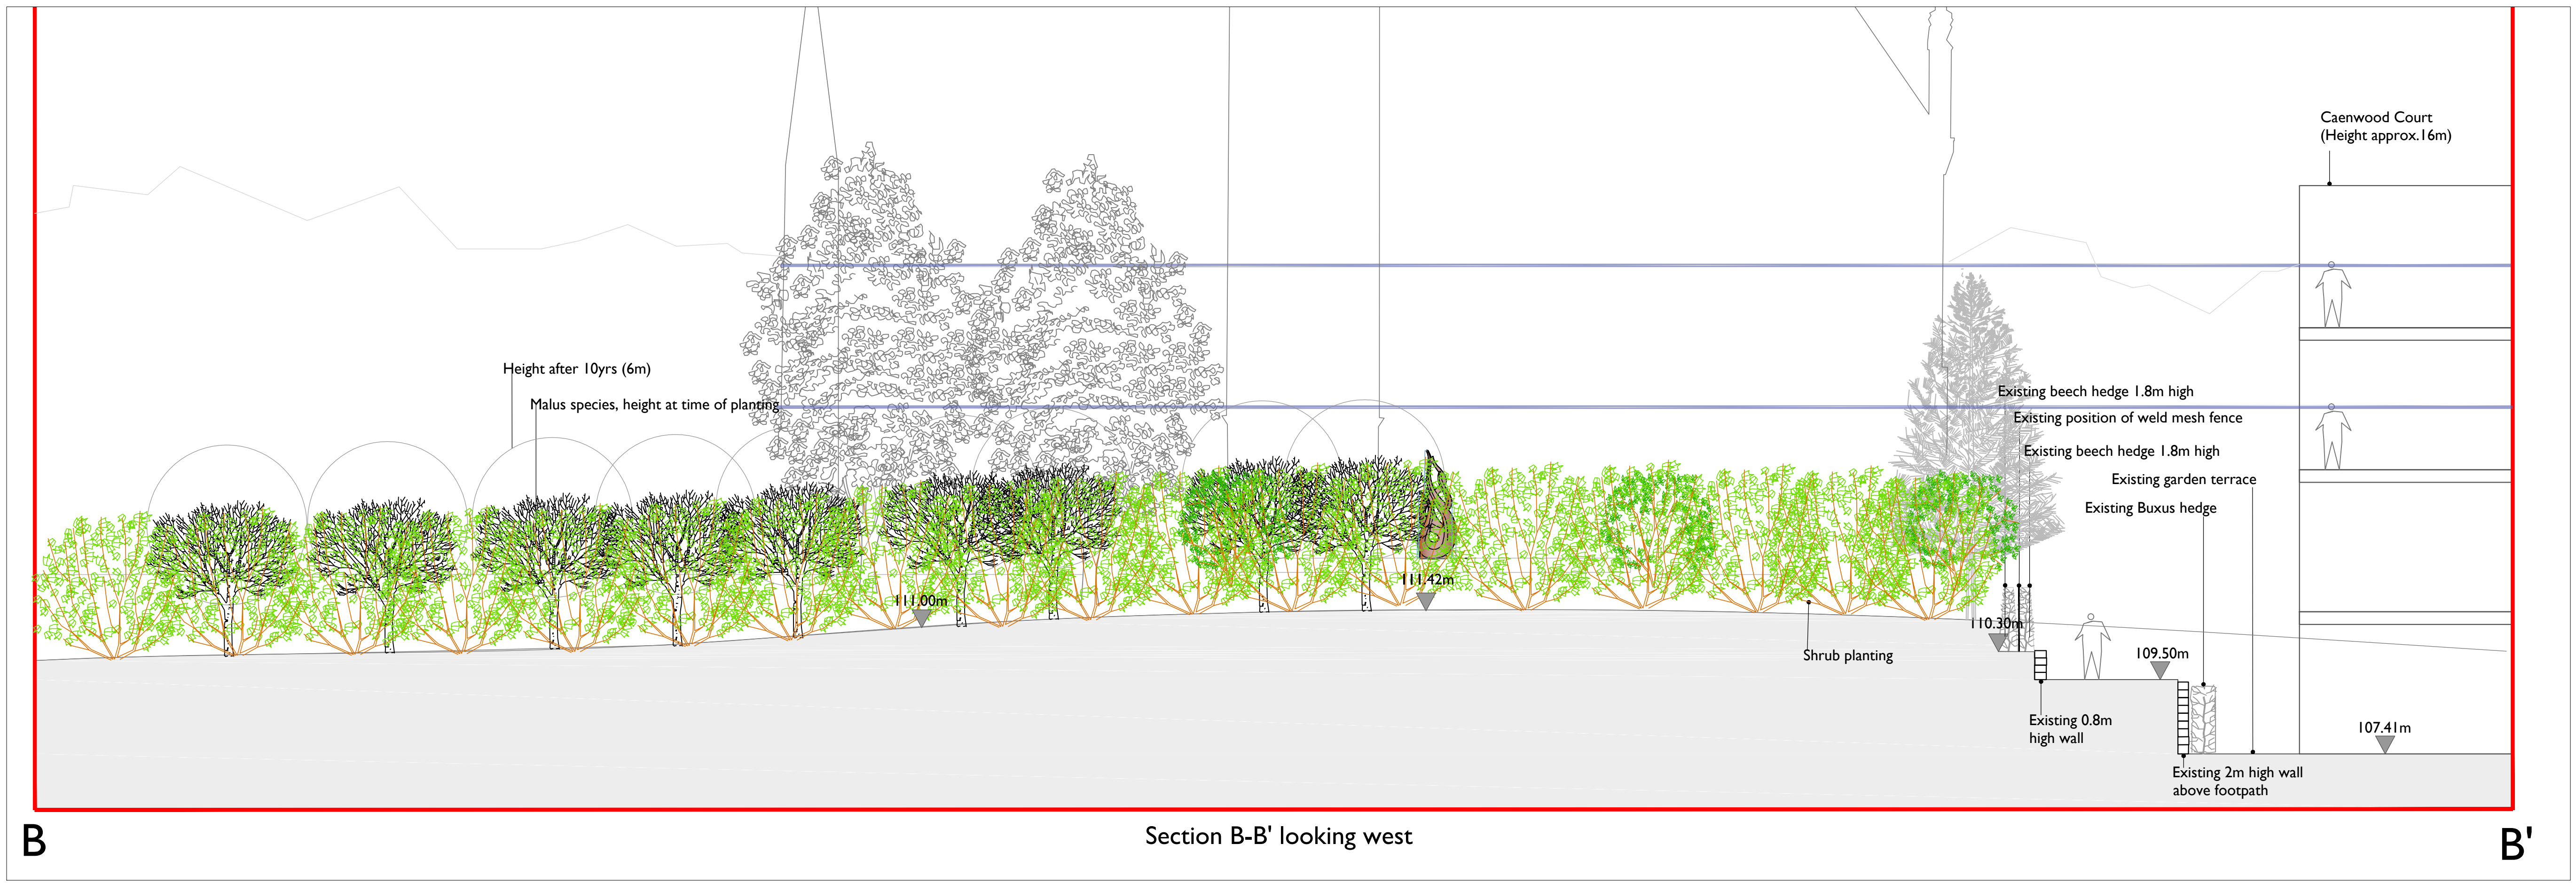 Caenwood Court
(Height approx.16m)
Height after 10yrs (6m)
Malus species, height at time of planting
Existing beech hedge 1.8m high
Existing position of weld mesh fence
Existing beech hedge 1.8m high
Existing garden terrace
Existing Buxus hedge
111.42m
111.00m
110.30m
Shrub planting
109.50m
Existing 0.8m
high wall
107.41m
Existing 2m high wall
above footpath
B
Section B-B' looking west
B'